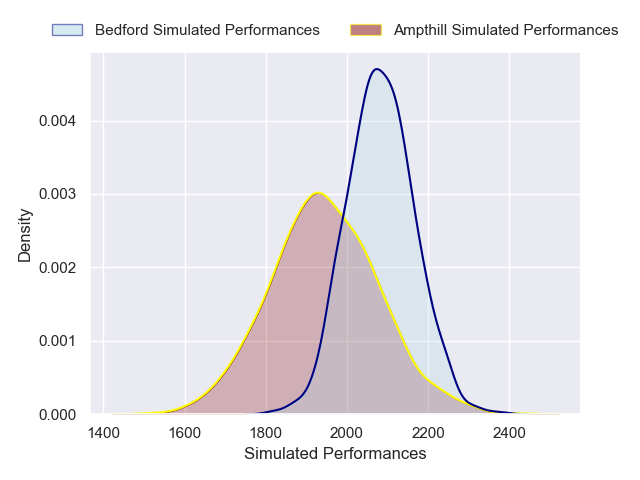 Bedford Simulated Performances
Ampthill Simulated Performances
Density
0.004
0.003
0.002
0.001
0.000
1400 1600 1800 2000 2200 2400
Simulated Performances